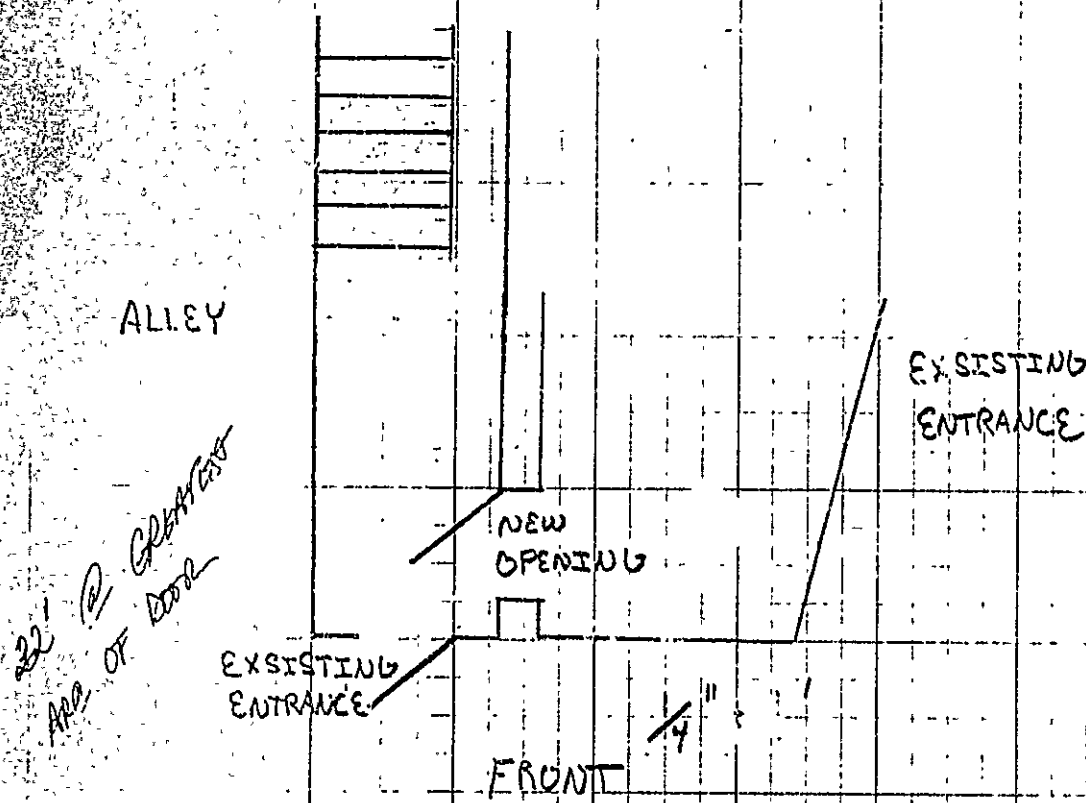 ALLEY
EXSISTING
ENTRANCE
NEW
OPENING
22' @ GREATEST
ARC OF DOOR
EXSISTING
ENTRANCE
1/4" : 1'
FRONT